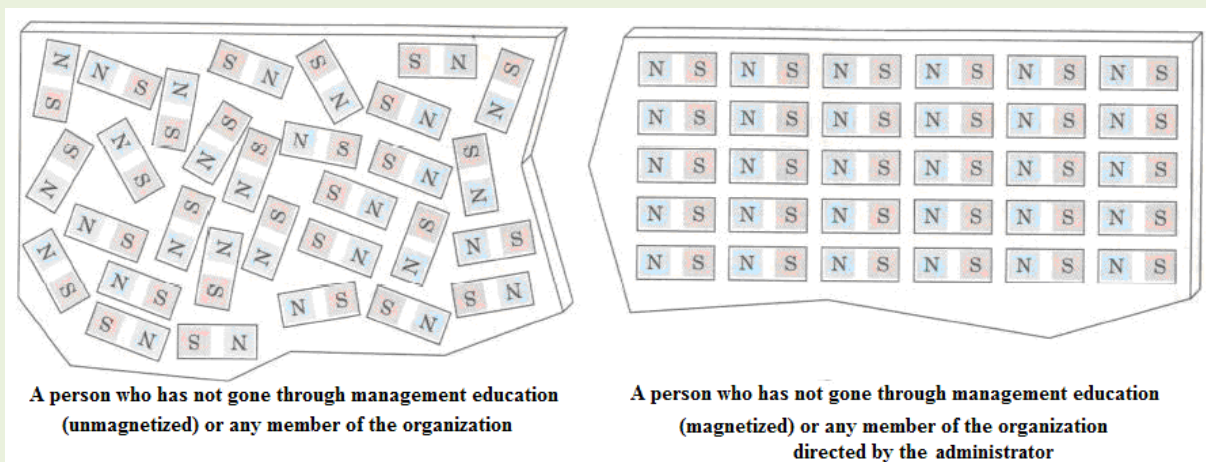 N S N S N S S N S N S N S N
N S S N S N N S S N S N
S N N S S N S N S N S N
N S S N N S S N N S
N S N S N S S N S N
S N S N
N S N S N S N S N S N S
N S N S N S N S N S N S
N S N S N S N S N S N S
N S N S N S N S N S N S
N S N S N S N S N S N S
A person who has not gone through management education
(unmagnetized) or any member of the organization
A person who has not gone through management education
(magnetized) or any member of the organization
directed by the administrator